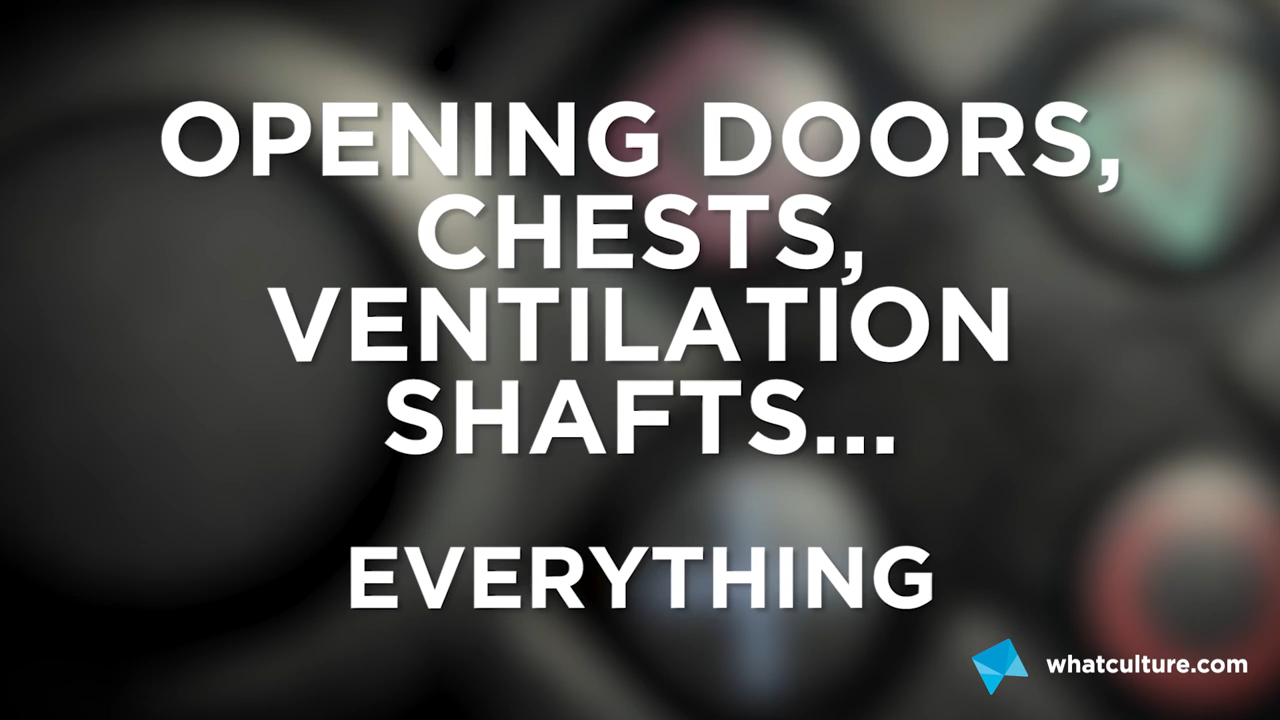 OPENING DOORS,
CHESTS,
VENTILATION
SHAFTS...
EVERYTHING
whatculture.com